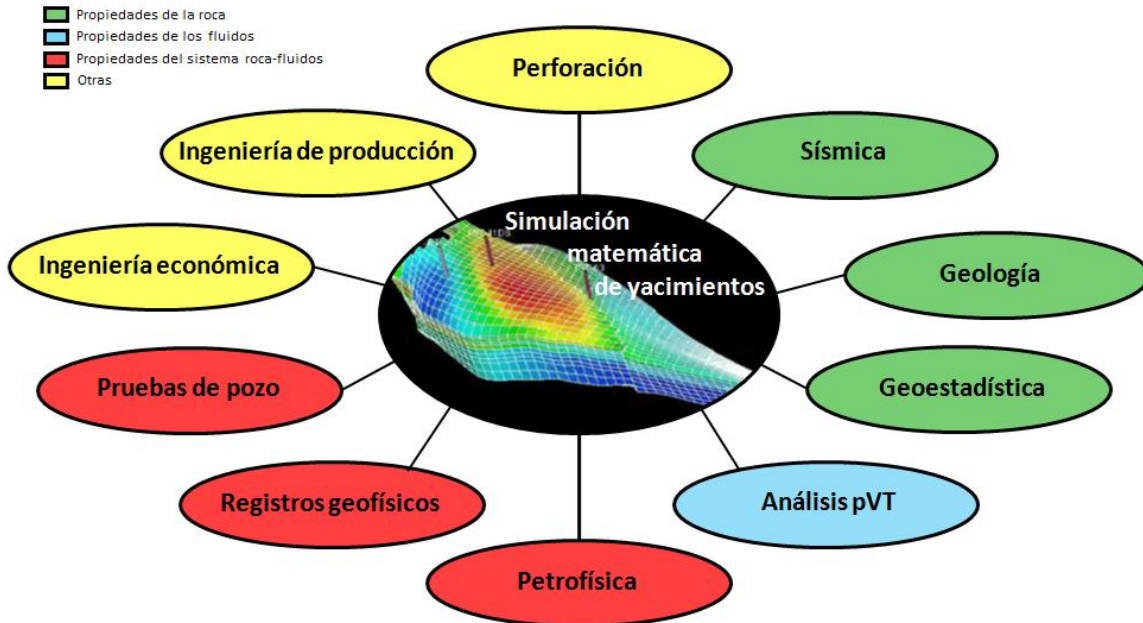 Propiedades de la roca
Propiedades de los fluidos
Propiedades del sistema roca-fluidos
Otras
Perforación
Ingeniería de producción
Sísmica
Simulación
matemática
de yacimientos
Ingeniería económica
Geología
Pruebas de pozo
Geoestadística
Registros geofísicos
Análisis pVT
Petrofísica